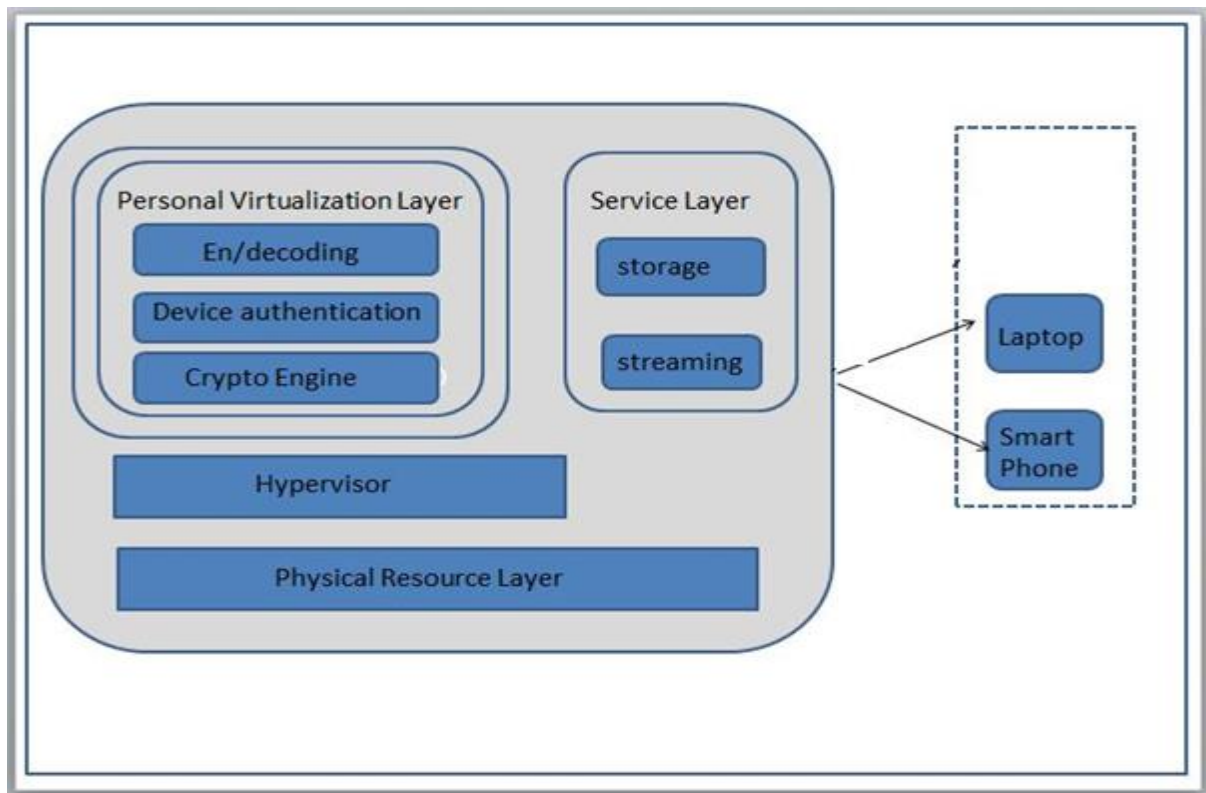 Personal Virtualization Layer
En/decoding
Device authentication
Crypto Engine
Service Layer
storage
streaming
Hypervisor
Physical Resource Layer
Laptop
Smart
Phone